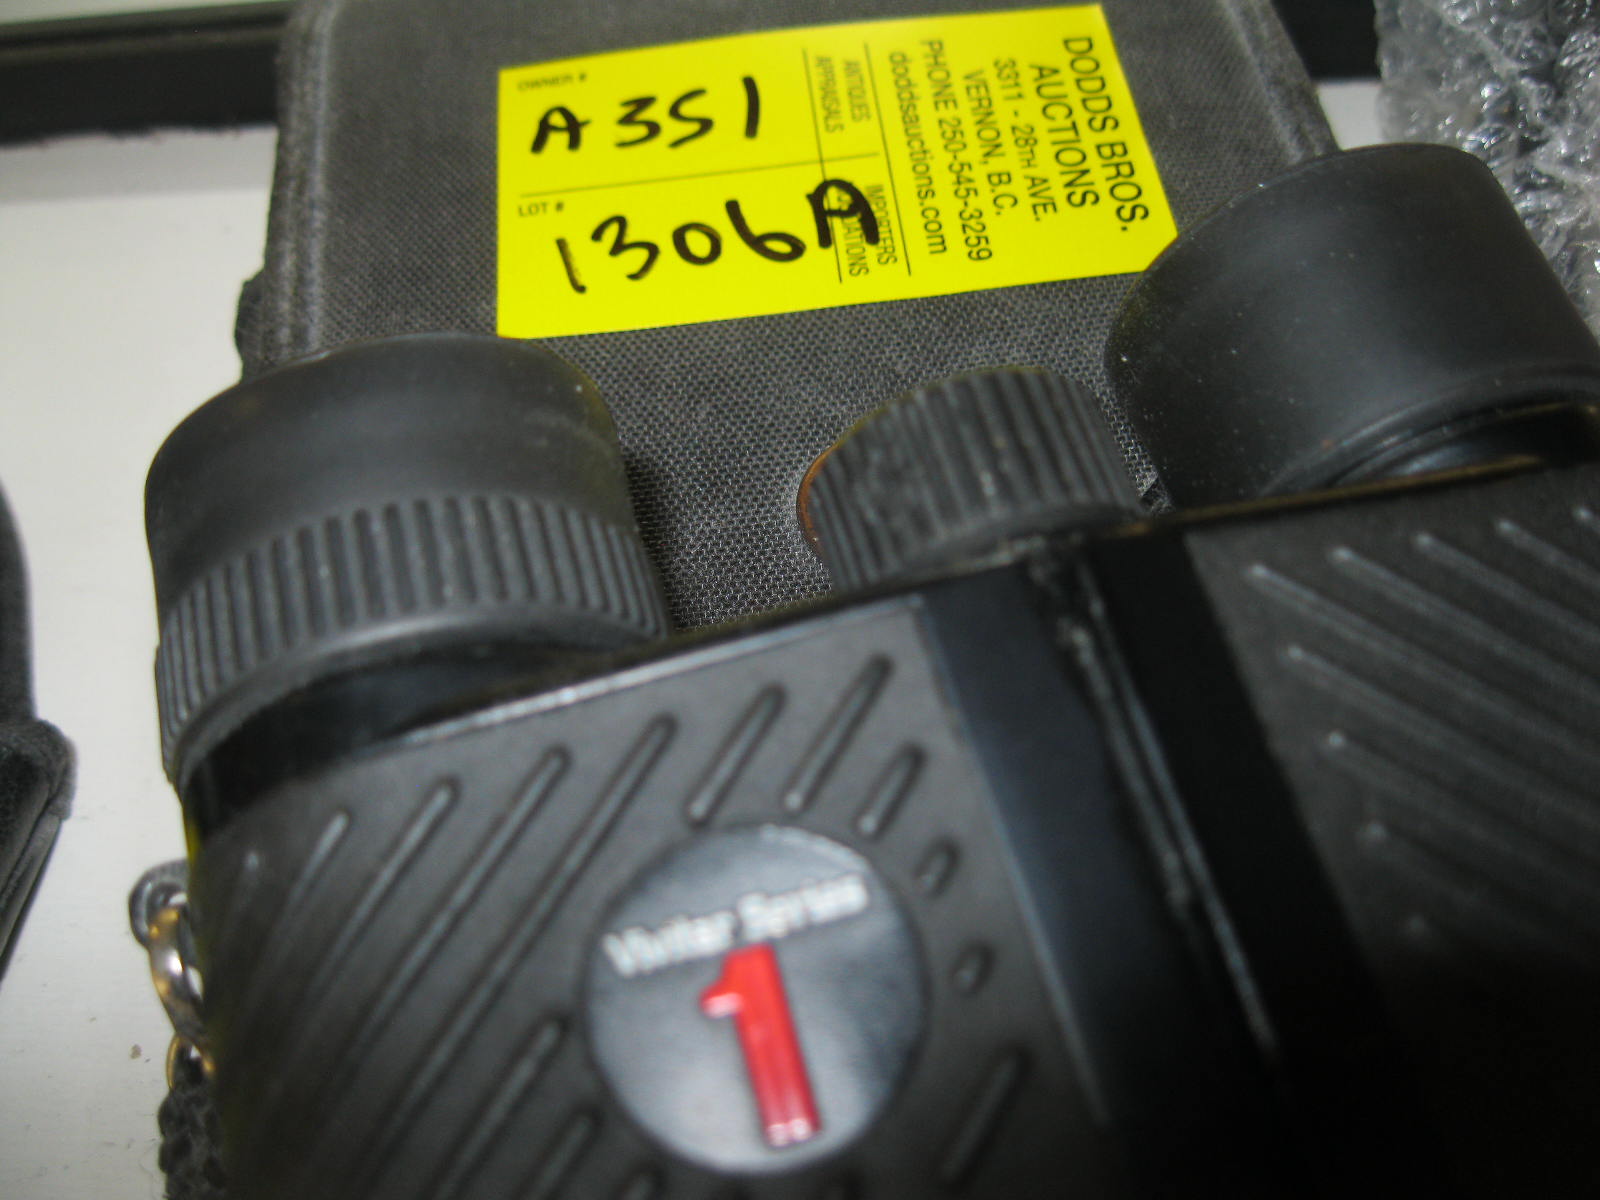 OWNER #
A351
LOT #
1306A
DODDS BROS.
AUCTIONS
3311 - 28TH AVE.
VERNON, B.C.
PHONE 250-545-3259
doddsauctions.com
ANTIQUES
APPRAISALS
IMPORTERS
Vivitar Series
1